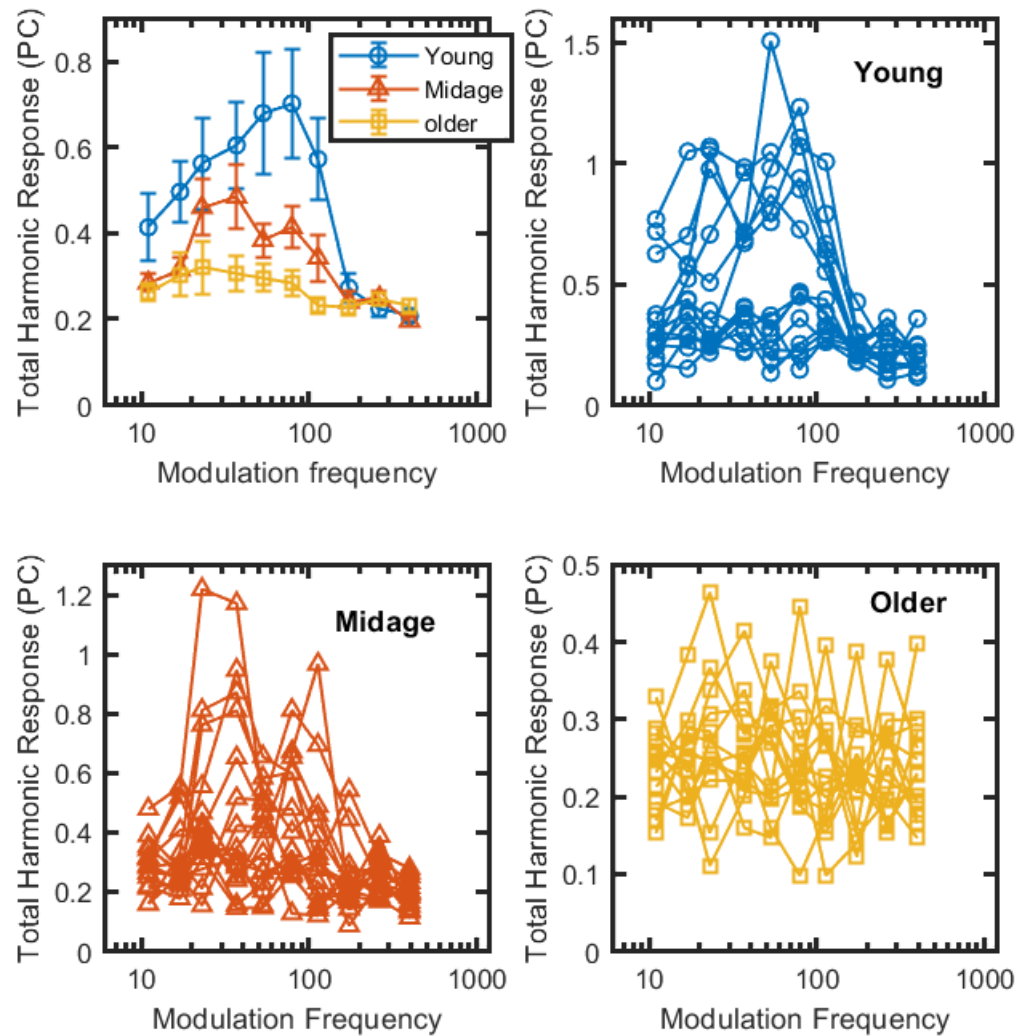 Total Harmonic Response (PC)
0.8
0.6
0.4
0.2
0
10
100
1000
Modulation frequency
Young
Midage
older
Total Harmonic Response (PC)
1.5
1
0.5
0
10
100
1000
Modulation Frequency
Young
Total Harmonic Response (PC)
1.2
1
0.8
0.6
0.4
0.2
0
10
100
1000
Modulation Frequency
Midage
Total Harmonic Response (PC)
0.5
0.4
0.3
0.2
0.1
0
10
100
1000
Modulation Frequency
Older